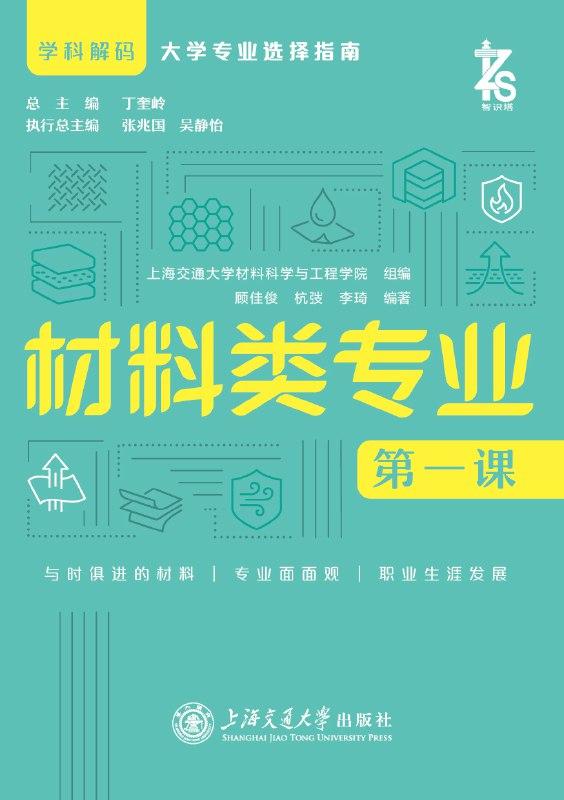 学科解码 大学专业选择指南
智识塔
总主编 丁奎岭
执行总主编 张兆国 吴静怡
上海交通大学材料科学与工程学院 组编
顾佳俊 杭弢 李琦 编著
材料类专业
第一课
与时俱进的材料 | 专业面面观 | 职业生涯发展
上海交通大学出版社
SHANGHAI JIAO TONG UNIVERSITY PRESS